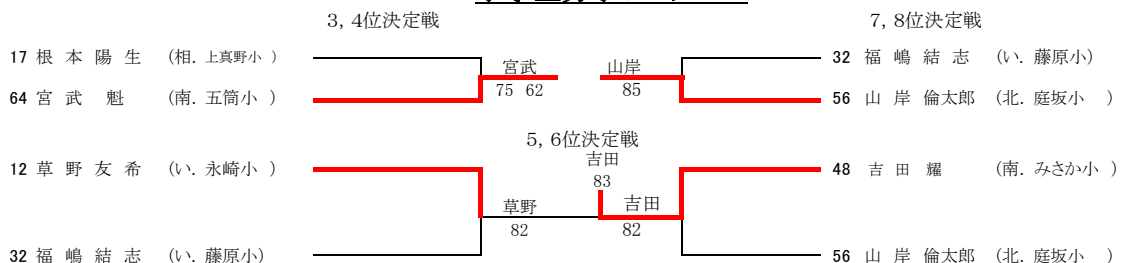 3, 4位決定戦
7, 8位決定戦
17 根 本 陽 生 (相. 上真野小 )
宮武
山岸
32 福 嶋 結 志 (い. 藤原小)
75 62
85
64 宮 武 魁 (南. 五箇小 )
56 山 岸 倫太郎 (北. 庭坂小 )
5, 6位決定戦
吉田
12 草 野 友 希 (い. 永崎小 )
83
48 吉 田 耀 (南. みさか小 )
草野
吉田
82
82
32 福 嶋 結 志 (い. 藤原小)
56 山 岸 倫太郎 (北. 庭坂小 )